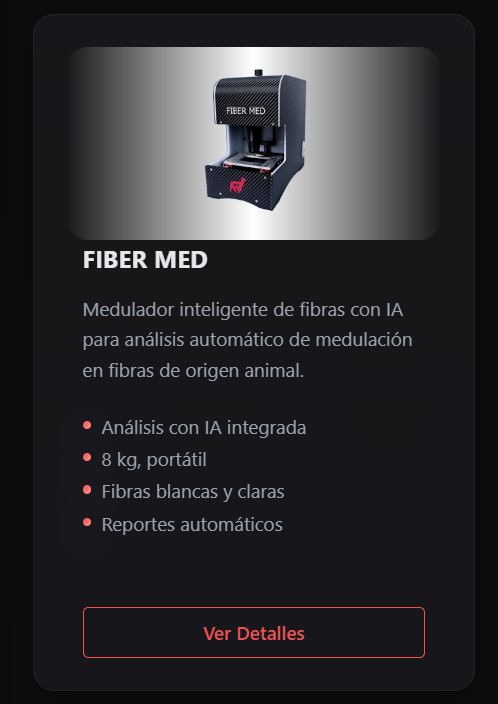 FIBER MED
FIBER MED
Medulador inteligente de fibras con IA
para análisis automático de medulación
en fibras de origen animal.
Análisis con IA integrada
8 kg, portátil
Fibras blancas y claras
Reportes automáticos
Ver Detalles